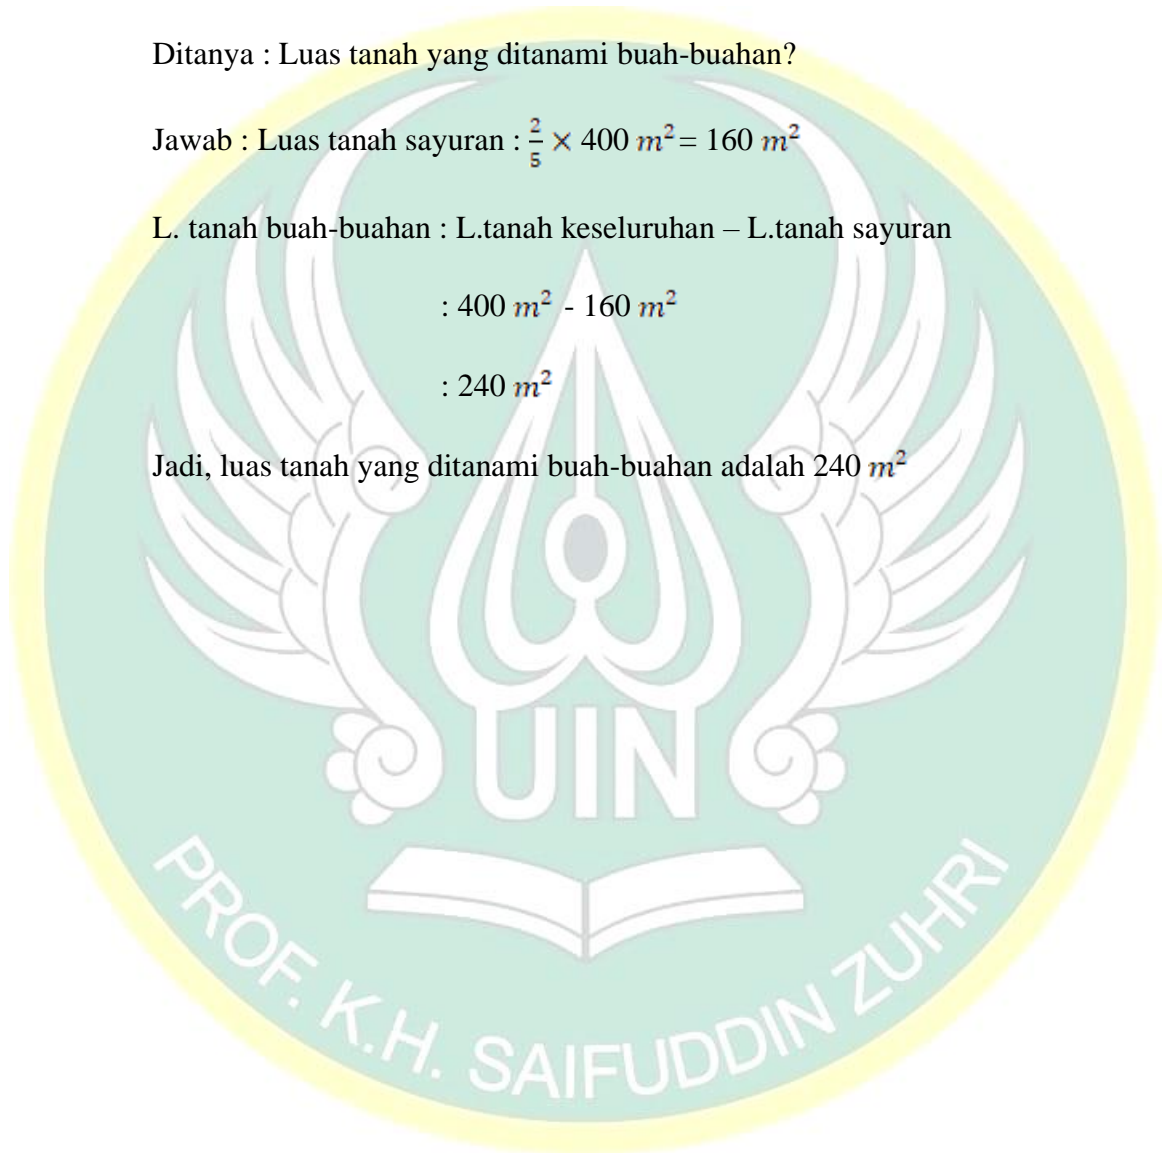 Ditanya : Luas tanah yang ditanami buah-buahan?
Jawab : Luas tanah sayuran : 2/5 × 400 m² = 160 m²
L. tanah buah-buahan : L.tanah keseluruhan – L.tanah sayuran
: 400 m² - 160 m²
: 240 m²
Jadi, luas tanah yang ditanami buah-buahan adalah 240 m²
UIN
PROF. K.H. SAIFUDDIN ZUHRI